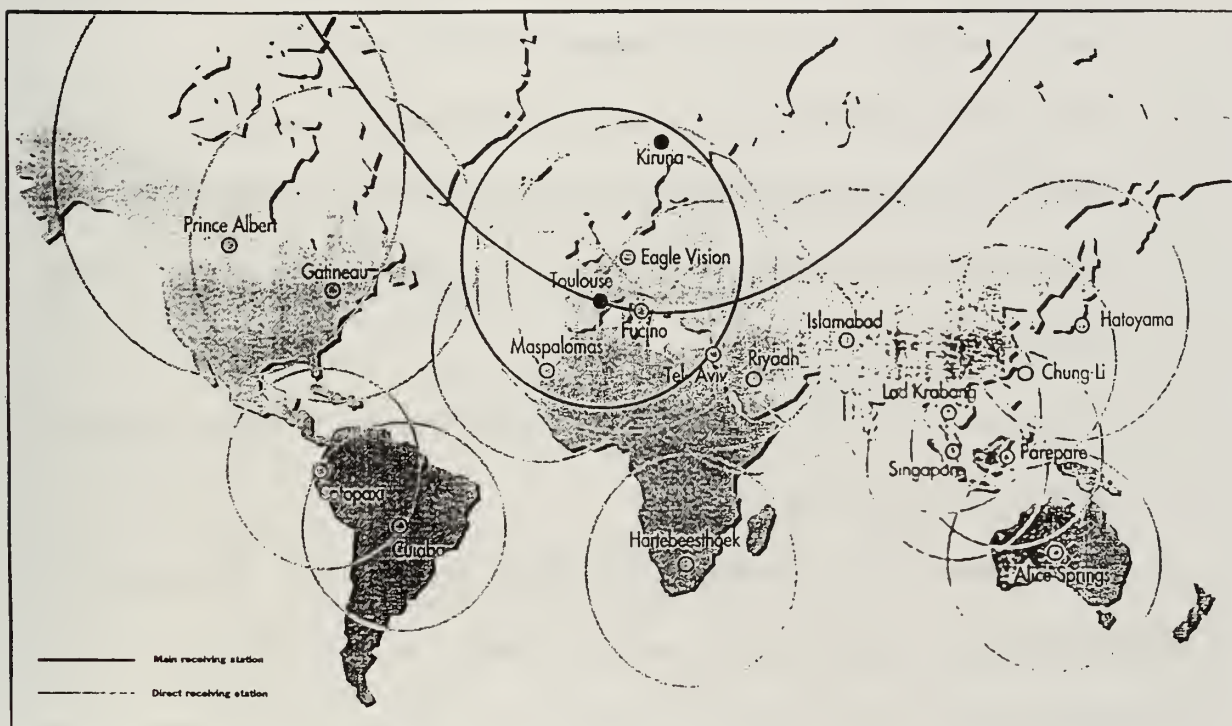 Kiruna
Prince Albert
Eagle Vision
Gatineau
Toulouse
Fucino
Islamabad
Hatoyama
Maspalomas
Tel Aviv
Riyadh
Chung-Li
Lad Krabang
Singapore
Parepare
Cotopaxi
Cuiaba
Hartebeesthoek
Alice Springs
Main receiving station
Direct receiving station